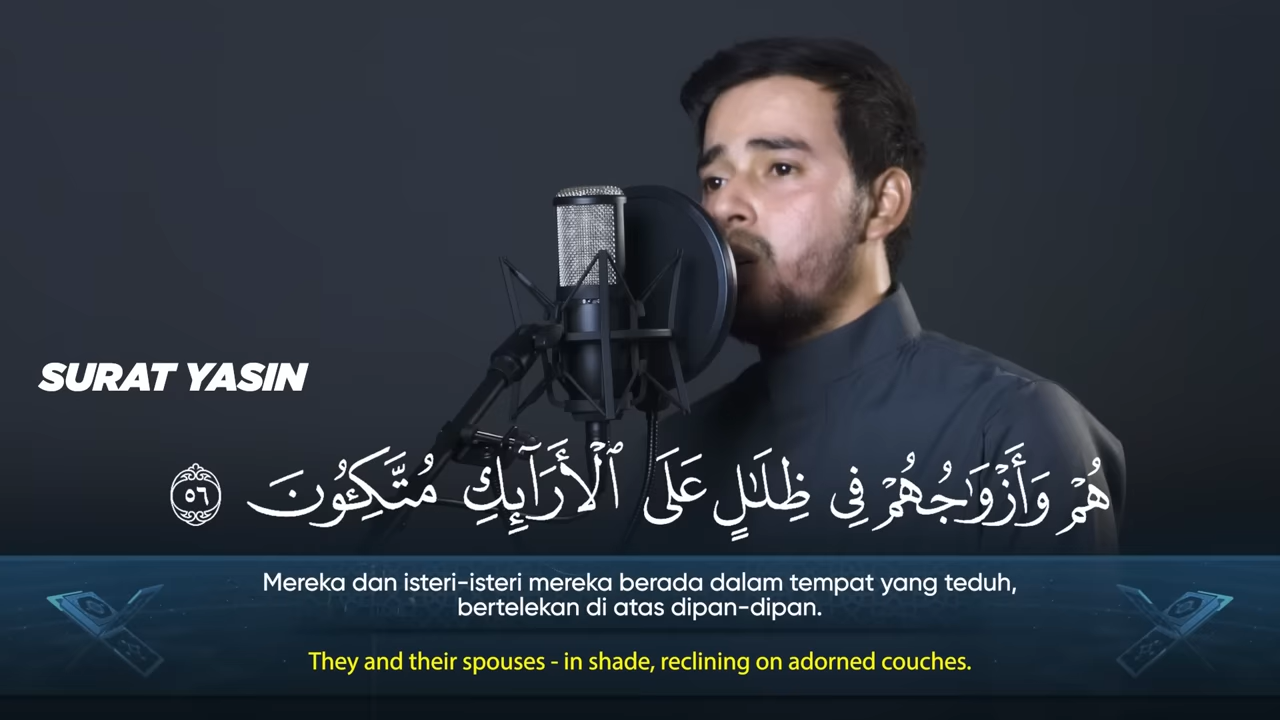 SURAT YASIN
هُمْ وَأَزْوَٰجُهُمْ فِى ظِلَـٰلٍ عَلَى ٱلْأَرَآئِكِ مُتَّكِـُٔونَ ٥٦
Mereka dan isteri-isteri mereka berada dalam tempat yang teduh,
bertelekan di atas dipan-dipan.
They and their spouses - in shade, reclining on adorned couches.